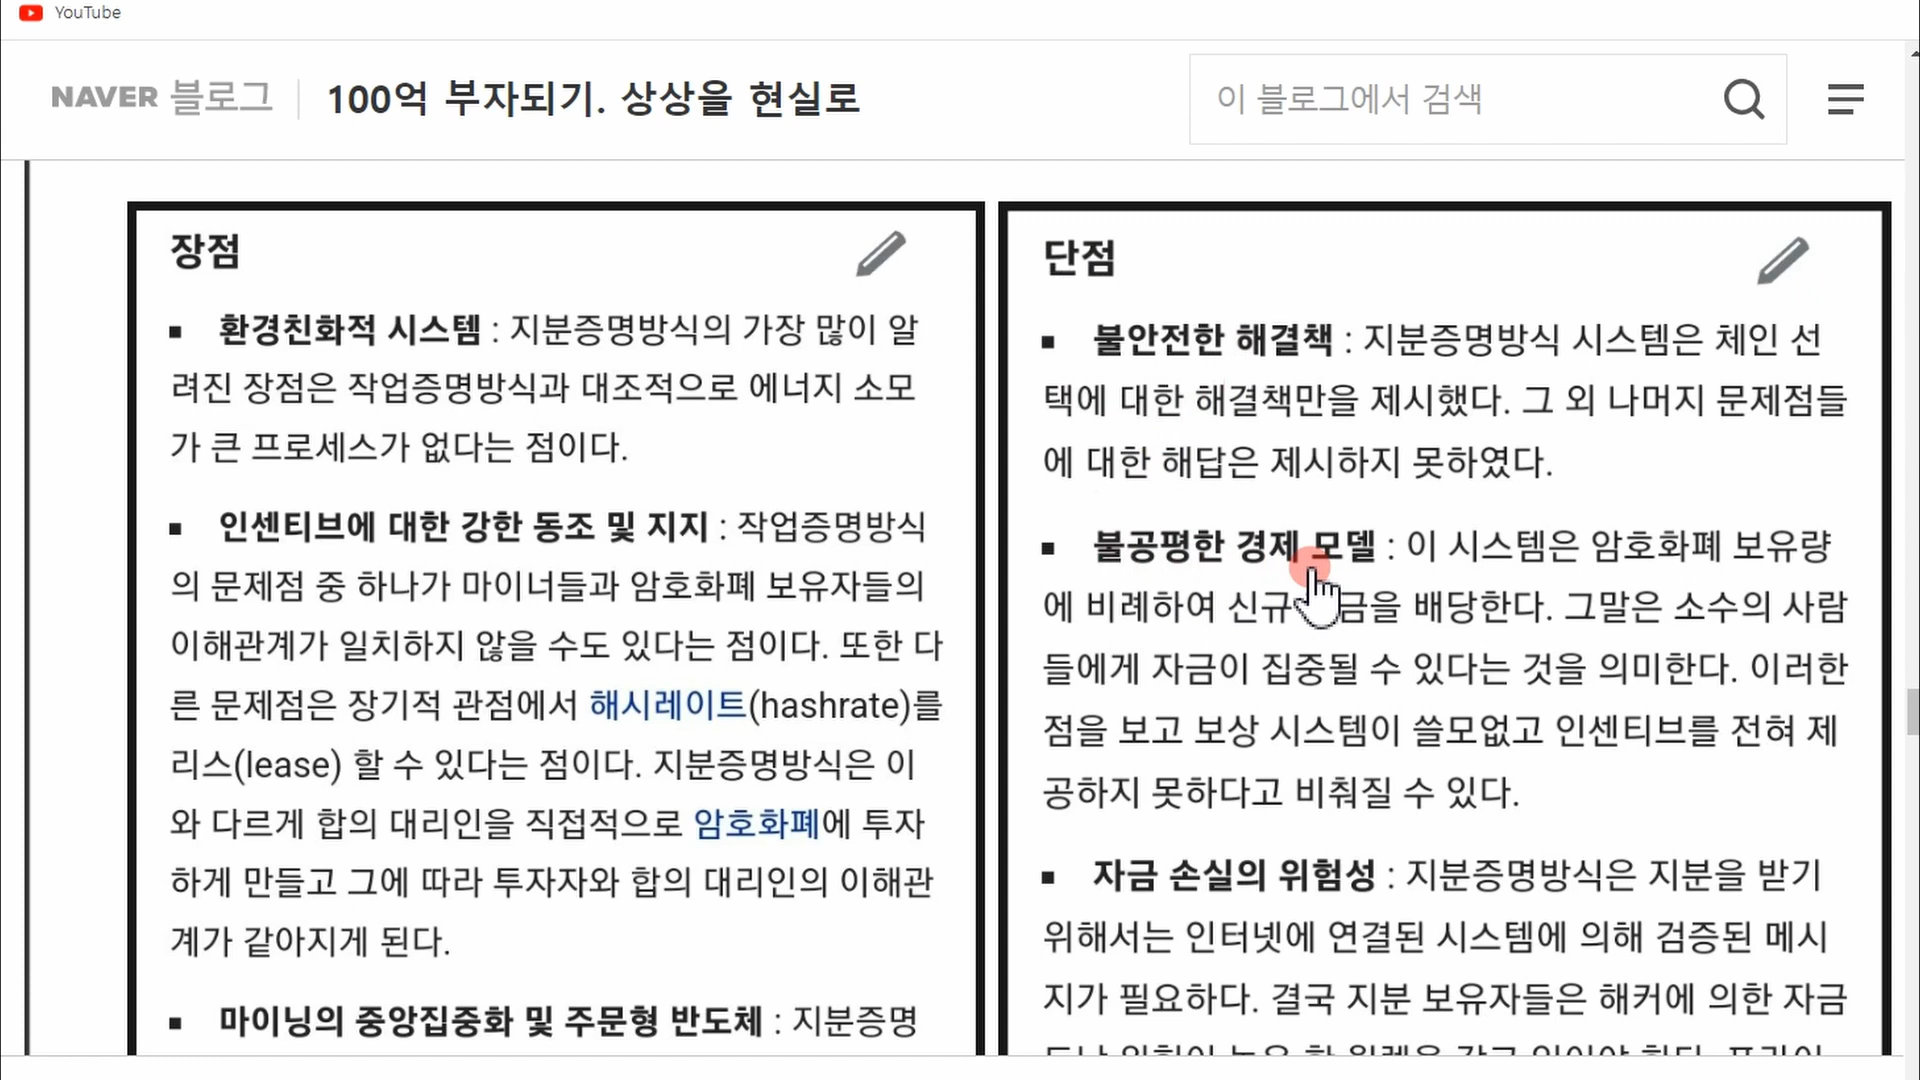 YouTube
NAVER 블로그
100억 부자되기. 상상을 현실로
이 블로그에서 검색
장점
▪ 환경친화적 시스템 : 지분증명방식의 가장 많이 알
려진 장점은 작업증명방식과 대조적으로 에너지 소모
가 큰 프로세스가 없다는 점이다.
▪ 인센티브에 대한 강한 동조 및 지지 : 작업증명방식
의 문제점 중 하나가 마이너들과 암호화폐 보유자들의
이해관계가 일치하지 않을 수도 있다는 점이다. 또한 다
른 문제점은 장기적 관점에서 해시레이트(hashrate)를
리스(lease) 할 수 있다는 점이다. 지분증명방식은 이
와 다르게 합의 대리인을 직접적으로 암호화폐에 투자
하게 만들고 그에 따라 투자자와 합의 대리인의 이해관
계가 같아지게 된다.
▪ 마이닝의 중앙집중화 및 주문형 반도체 : 지분증명
단점
▪ 불안전한 해결책 : 지분증명방식 시스템은 체인 선
택에 대한 해결책만을 제시했다. 그 외 나머지 문제점들
에 대한 해답은 제시하지 못하였다.
▪ 불공평한 경제 모델 : 이 시스템은 암호화폐 보유량
에 비례하여 신규 금을 배당한다. 그말은 소수의 사람
들에게 자금이 집중될 수 있다는 것을 의미한다. 이러한
점을 보고 보상 시스템이 쓸모없고 인센티브를 전혀 제
공하지 못하다고 비춰질 수 있다.
▪ 자금 손실의 위험성 : 지분증명방식은 지분을 받기
위해서는 인터넷에 연결된 시스템에 의해 검증된 메시
지가 필요하다. 결국 지분 보유자들은 해커에 의한 자금